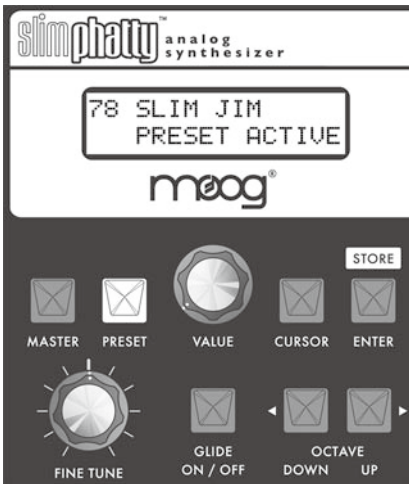 slimphatty™ analog
synthesizer
78 SLIM JIM
PRESET ACTIVE
moog®
STORE
MASTER PRESET VALUE CURSOR ENTER
FINE TUNE
GLIDE
ON / OFF
OCTAVE
DOWN UP